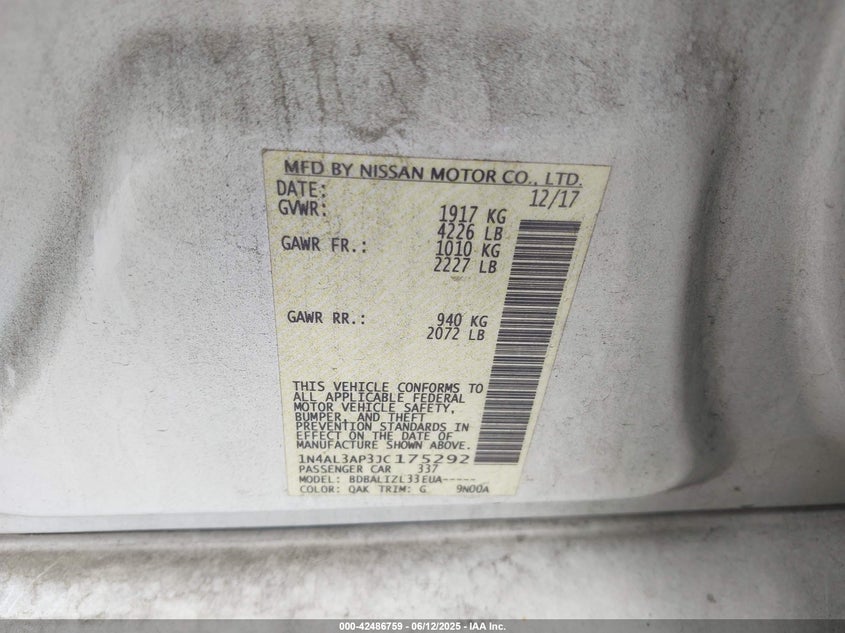 MFD BY NISSAN MOTOR CO., LTD.
DATE: 12/17
GVWR: 1917 KG
4226 LB
GAWR FR.: 1010 KG
2227 LB
GAWR RR.: 940 KG
2072 LB
THIS VEHICLE CONFORMS TO
ALL APPLICABLE FEDERAL
MOTOR VEHICLE SAFETY,
BUMPER, AND THEFT
PREVENTION STANDARDS IN
EFFECT ON THE DATE OF
MANUFACTURE SHOWN ABOVE.
1N4AL3AP3JC175292
PASSENGER CAR 337
MODEL: BDBALIZL33EUA-----
COLOR: QAK TRIM: G 9N00A
000-42486759 - 06/12/2025 - IAA Inc.